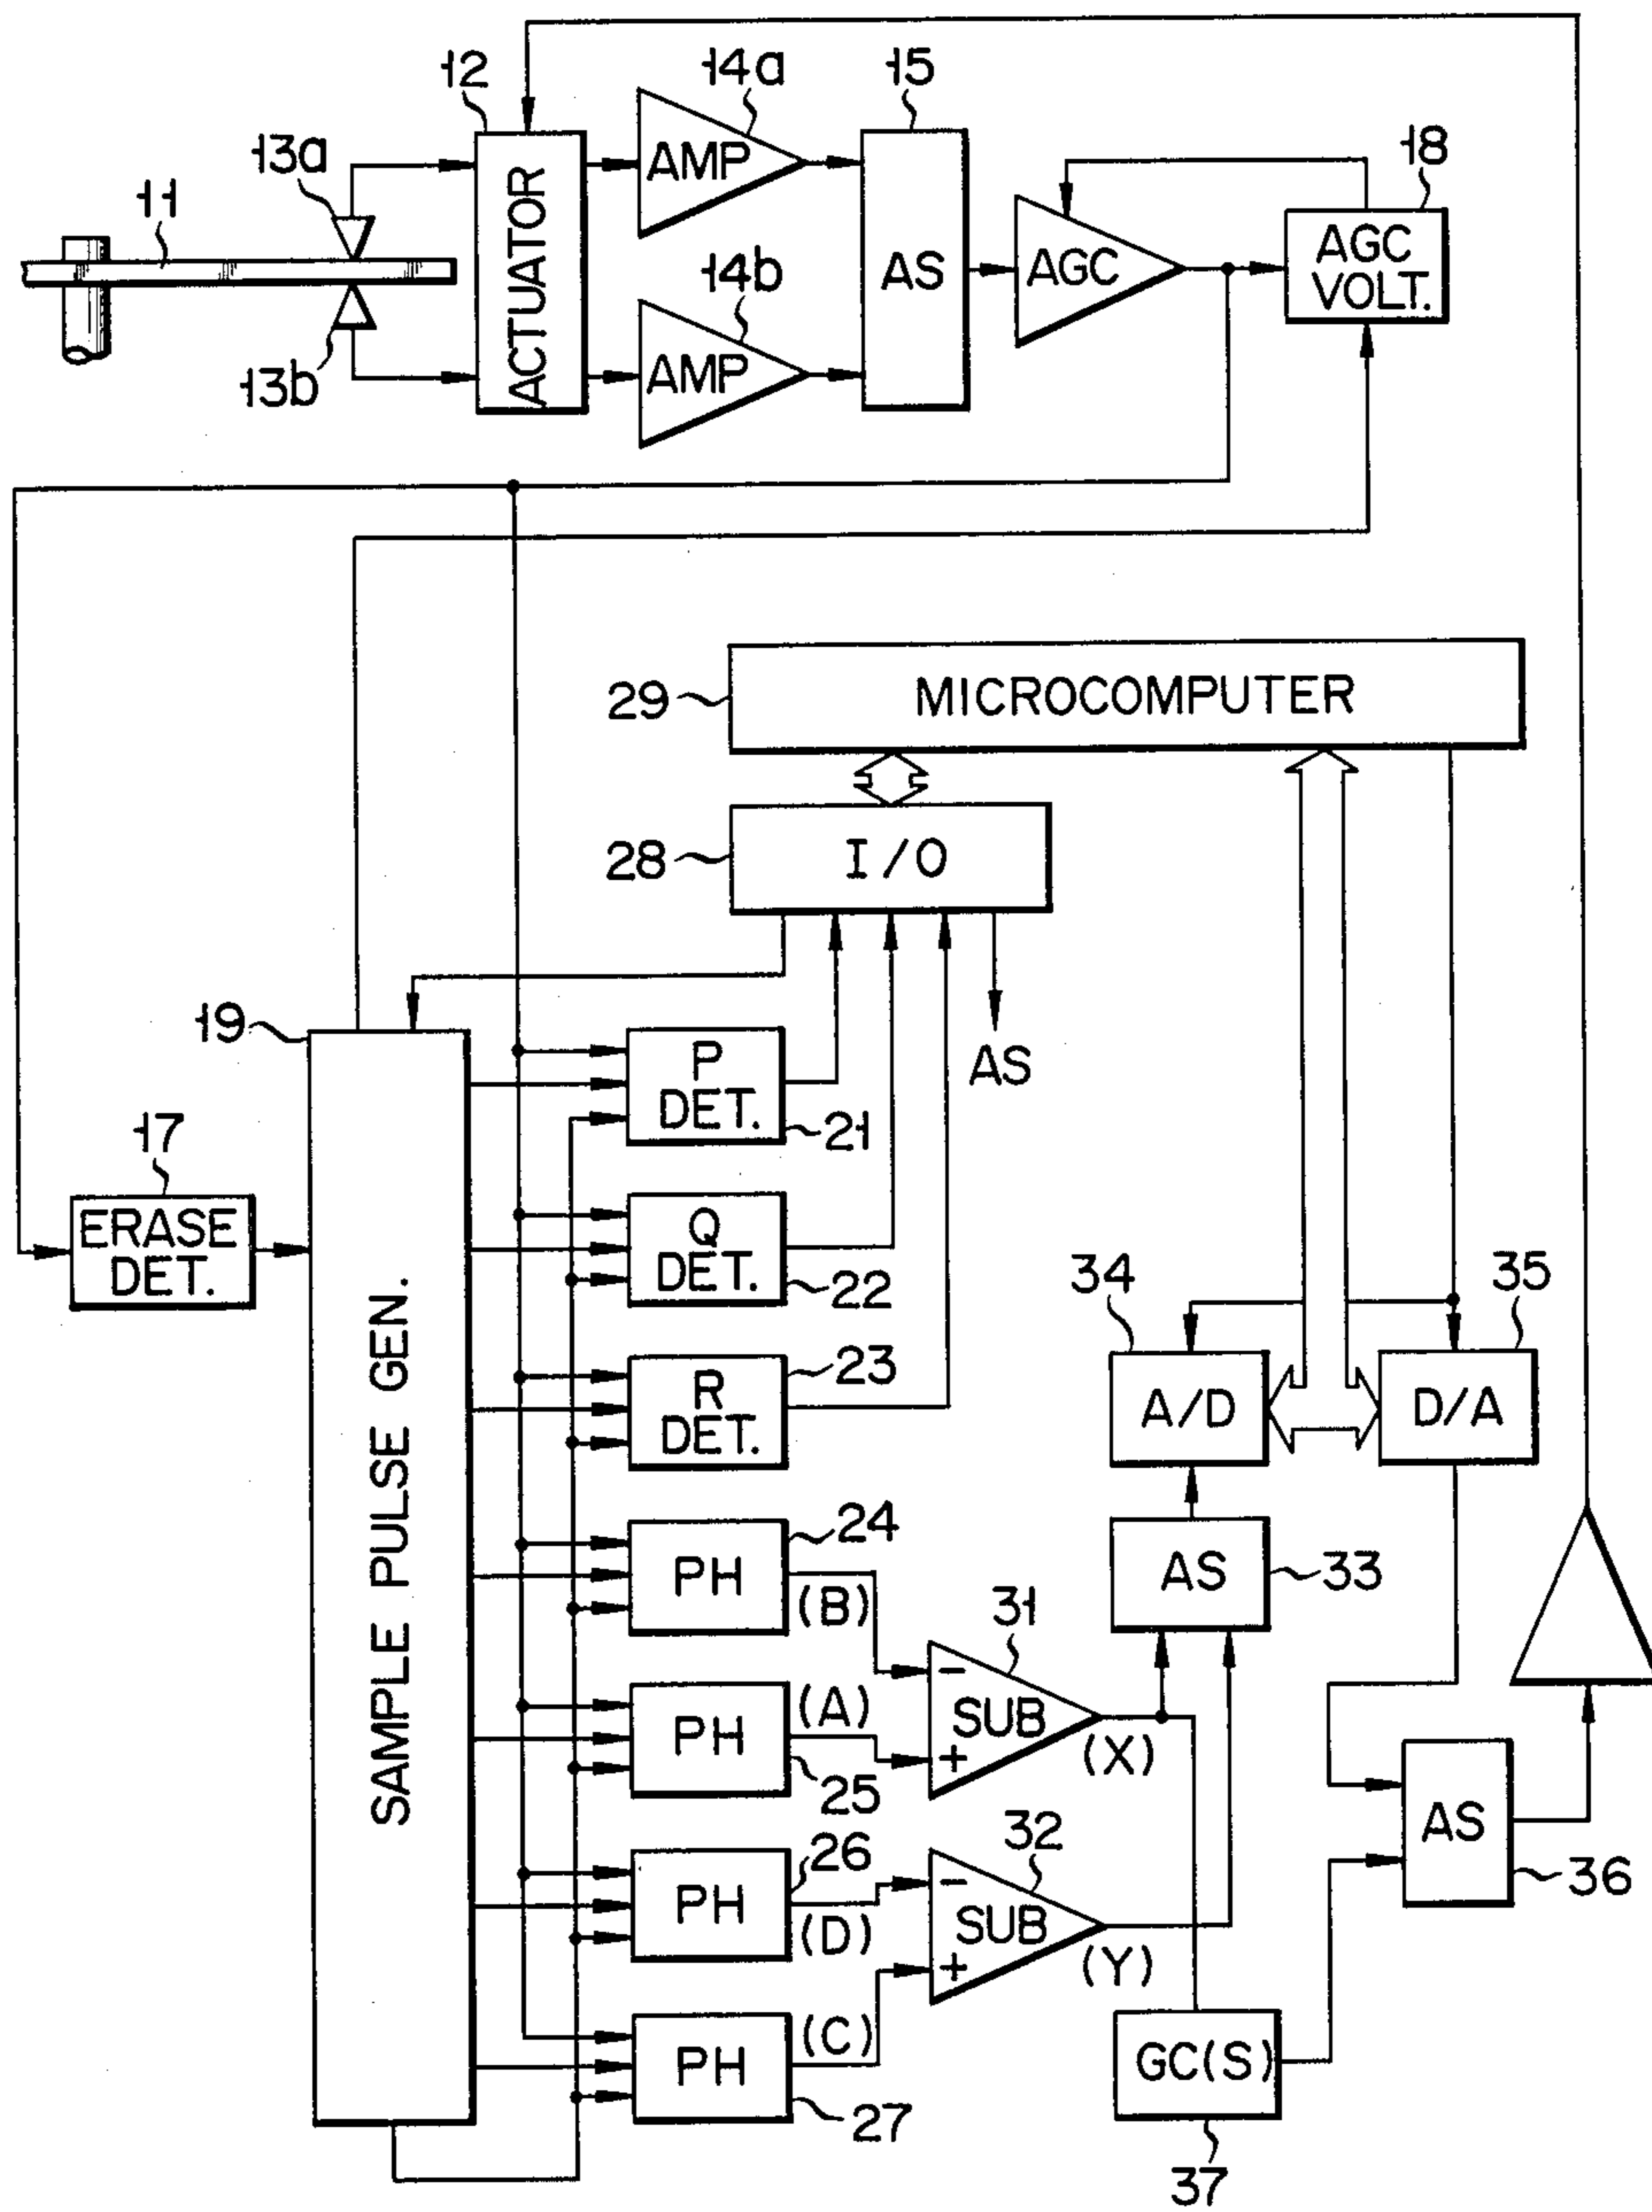 12
14a
15
13a
AMP
18
11
ACTUATOR
AGC
VOLT.
14b
AS
AGC
13b
AMP
29
MICROCOMPUTER
28
I/O
19
P
DET.
AS
21
17
ERASE
DET.
Q
DET.
22
34
35
SAMPLE PULSE GEN.
R
DET.
23
A/D
D/A
24
PH
(B)
AS
33
31
(A)
PH
SUB
(X)
25
32
AS
26
PH
(D)
SUB
36
(Y)
(C)
PH
GC(S)
27
37
-
+
-
+